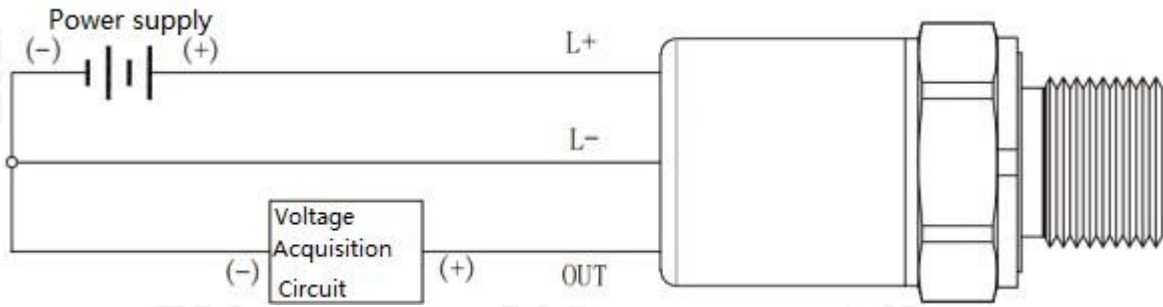 Power supply
(-) (+) L+
L-
Voltage
Acquisition
Circuit
(-) (+) OUT